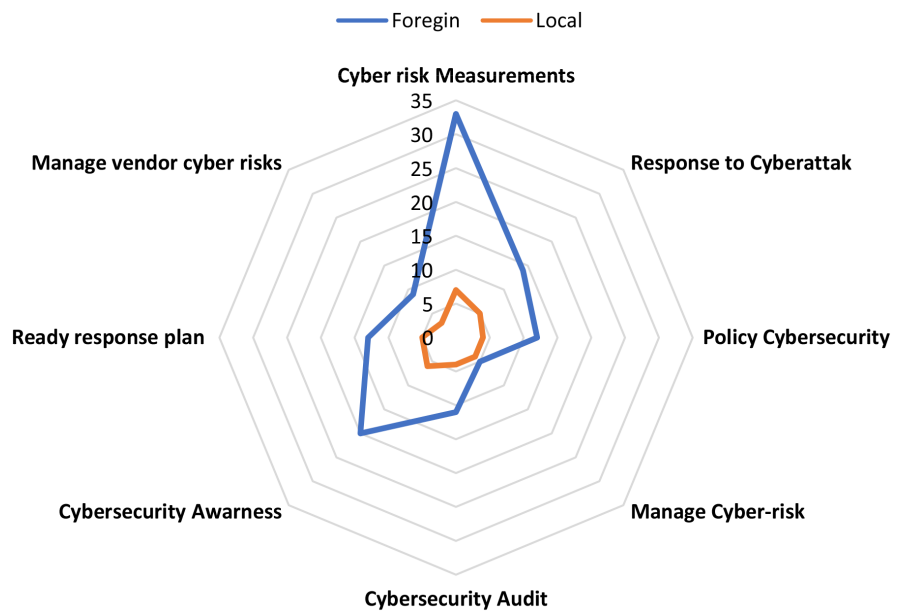 Foregin Local
Cyber risk Measurements
35
Manage vendor cyber risks
Response to Cyberattak
30
25
20
15
10
5
0
Ready response plan
Policy Cybersecurity
Cybersecurity Awarness
Manage Cyber-risk
Cybersecurity Audit